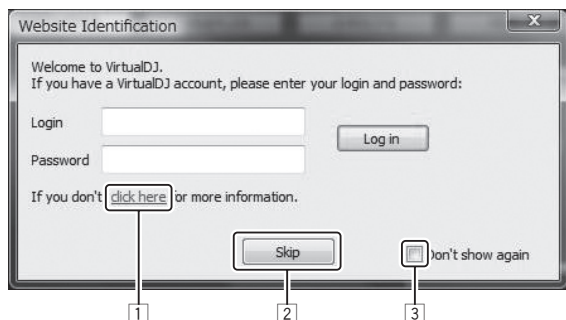 Website Identification
Welcome to VirtualDJ.
If you have a VirtualDJ account, please enter your login and password:
Login
Log in
Password
If you don't click here for more information.
Skip
Don't show again
1
2
3